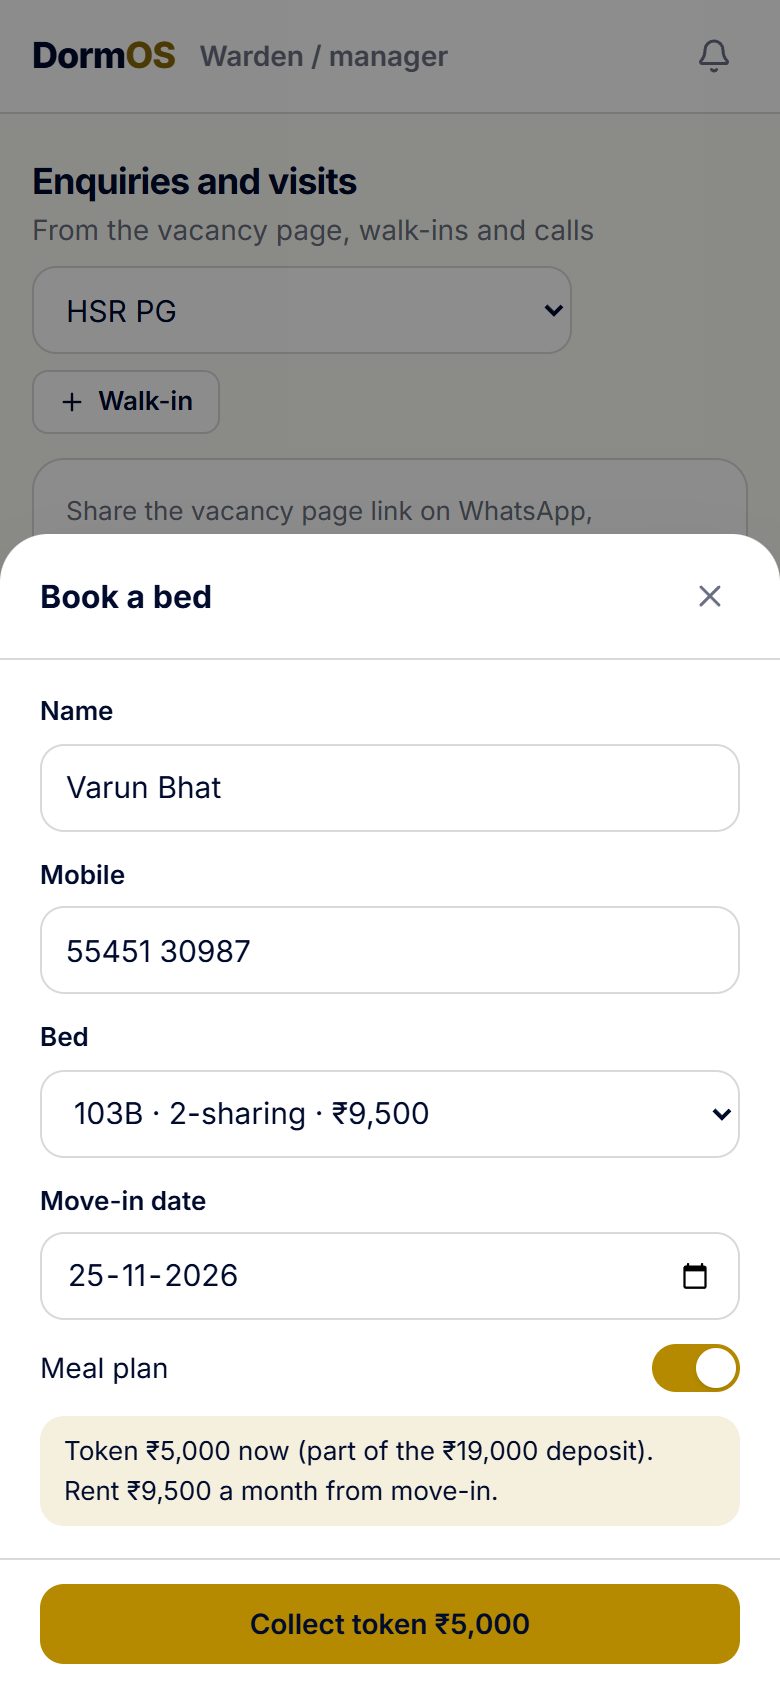 DormOS Warden / manager
Enquiries and visits
From the vacancy page, walk-ins and calls
HSR PG
+ Walk-in
Share the vacancy page link on WhatsApp,
Book a bed
Name
Varun Bhat
Mobile
55451 30987
Bed
103B · 2-sharing · ₹9,500
Move-in date
25-11-2026
Meal plan
Token ₹5,000 now (part of the ₹19,000 deposit).
Rent ₹9,500 a month from move-in.
Collect token ₹5,000